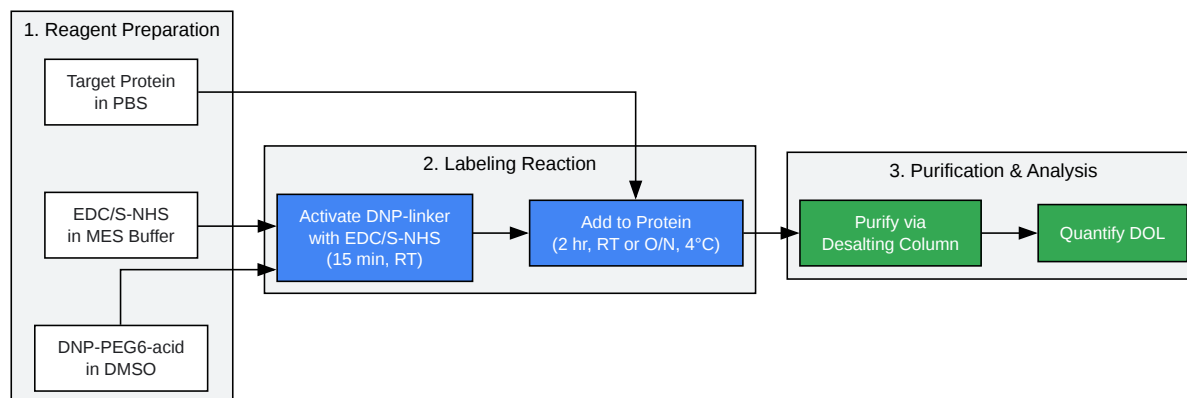 1. Reagent Preparation
Target Protein
in PBS
EDC/S-NHS
in MES Buffer
DNP-PEG6-acid
in DMSO
2. Labeling Reaction
Activate DNP-linker
with EDC/S-NHS
(15 min, RT)
Add to Protein
(2 hr, RT or O/N, 4°C)
3. Purification & Analysis
Purify via
Desalting Column
Quantify DOL